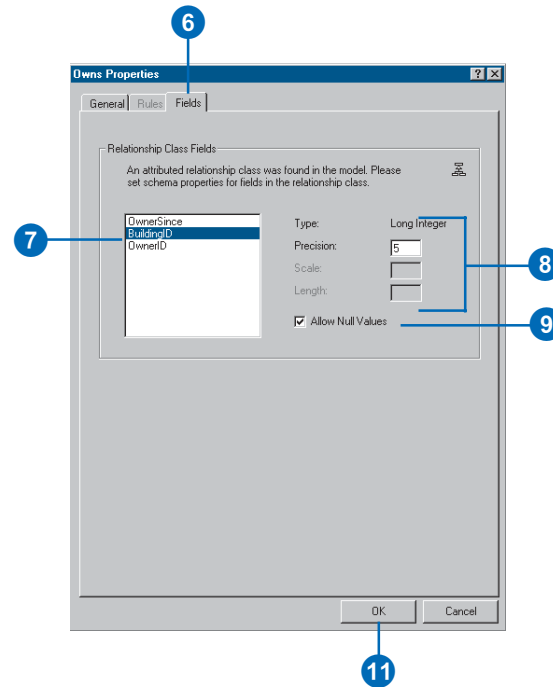 6
Owns Properties
General Rules Fields
Relationship Class Fields
An attributed relationship class was found in the model. Please
set schema properties for fields in the relationship class.
OwnerSince
BuildingID
OwnerID
Type: Long Integer
Precision: 5
Scale:
Length:
Allow Null Values
7
8
9
OK Cancel
11